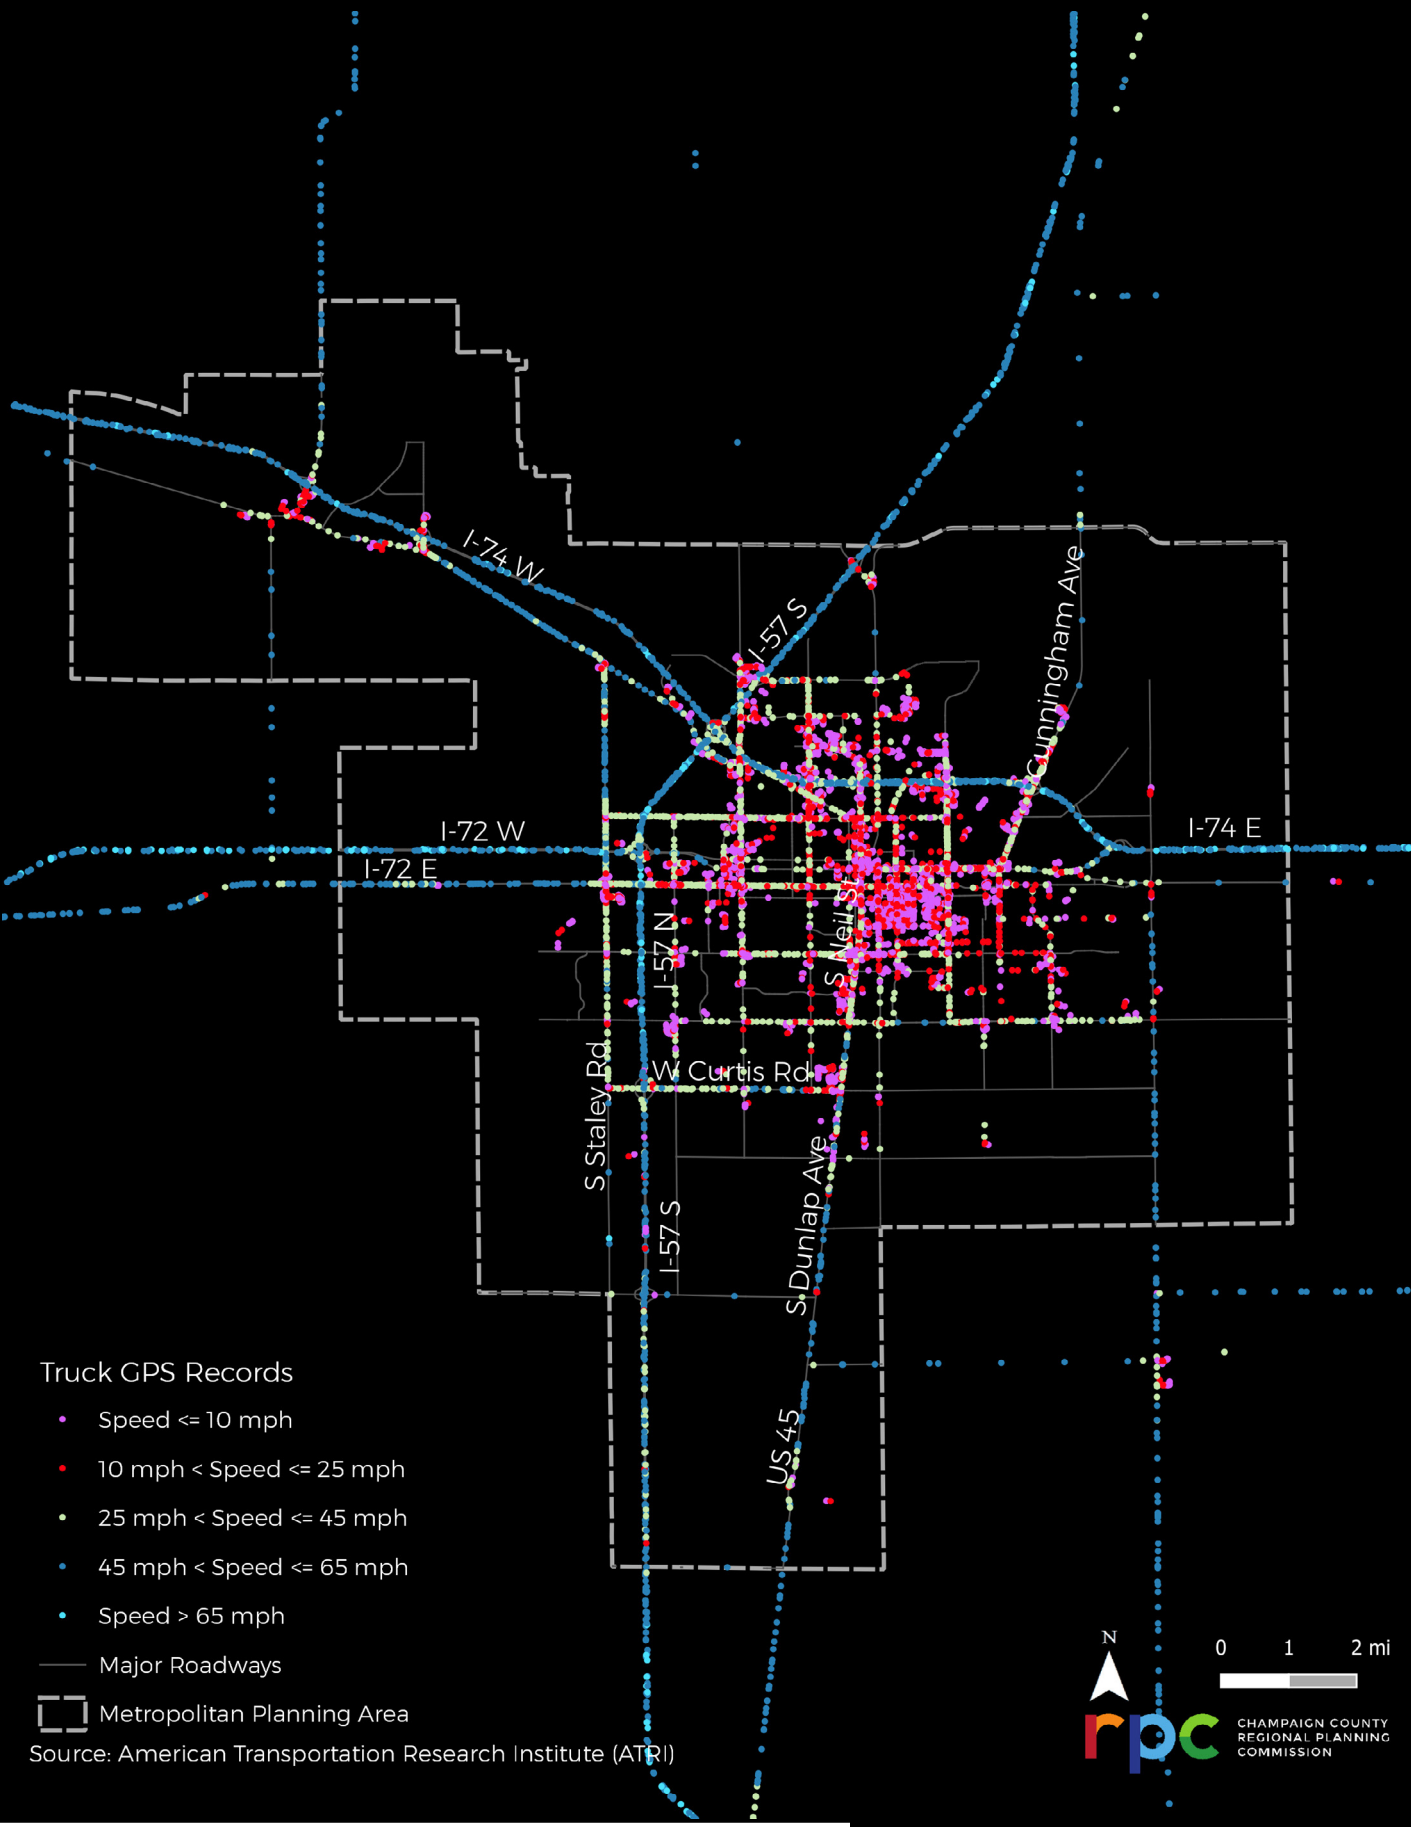 I-74 W
I-57 S
Cunningham Ave
I-72 W
I-74 E
I-72 E
S Neil St
I-57 N
W Curtis Rd
S Staley Rd
S Dunlap Ave
I-57 S
US 45
Truck GPS Records
Speed <= 10 mph
10 mph < Speed <= 25 mph
25 mph < Speed <= 45 mph
45 mph < Speed <= 65 mph
Speed > 65 mph
Major Roadways
Metropolitan Planning Area
Source: American Transportation Research Institute (ATRI)
N
0 1 2 mi
rpc
CHAMPAIGN COUNTY
REGIONAL PLANNING
COMMISSION